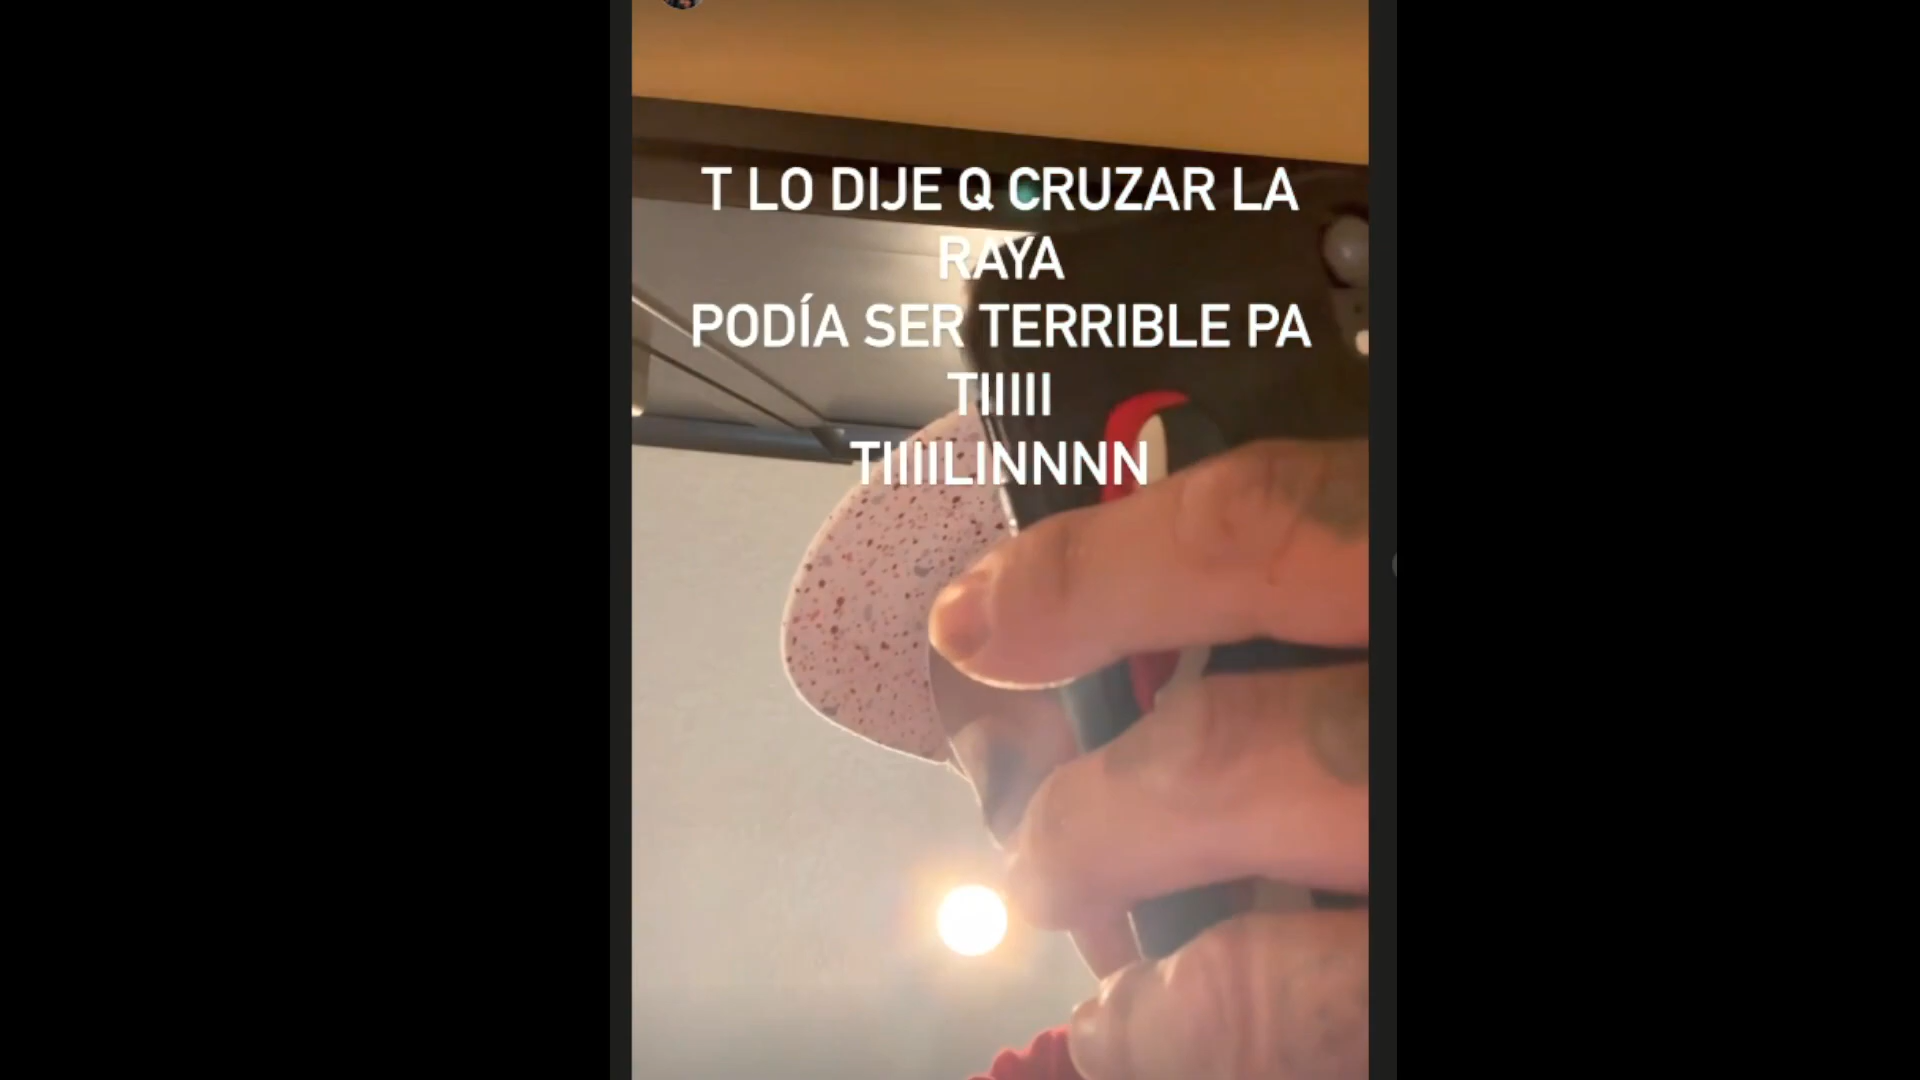 T LO DIJE Q CRUZAR LA
RAYA
PODÍA SER TERRIBLE PA
TIIIII
TIIIILINNNN